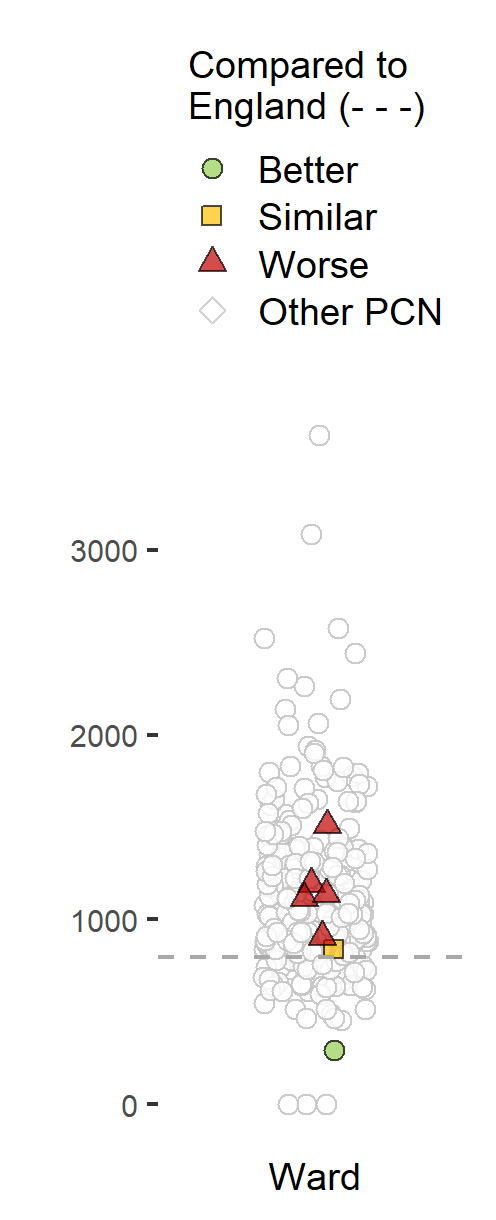 Compared to
England (- - -)
Better
Similar
Worse
Other PCN
3000
2000
1000
0
Ward